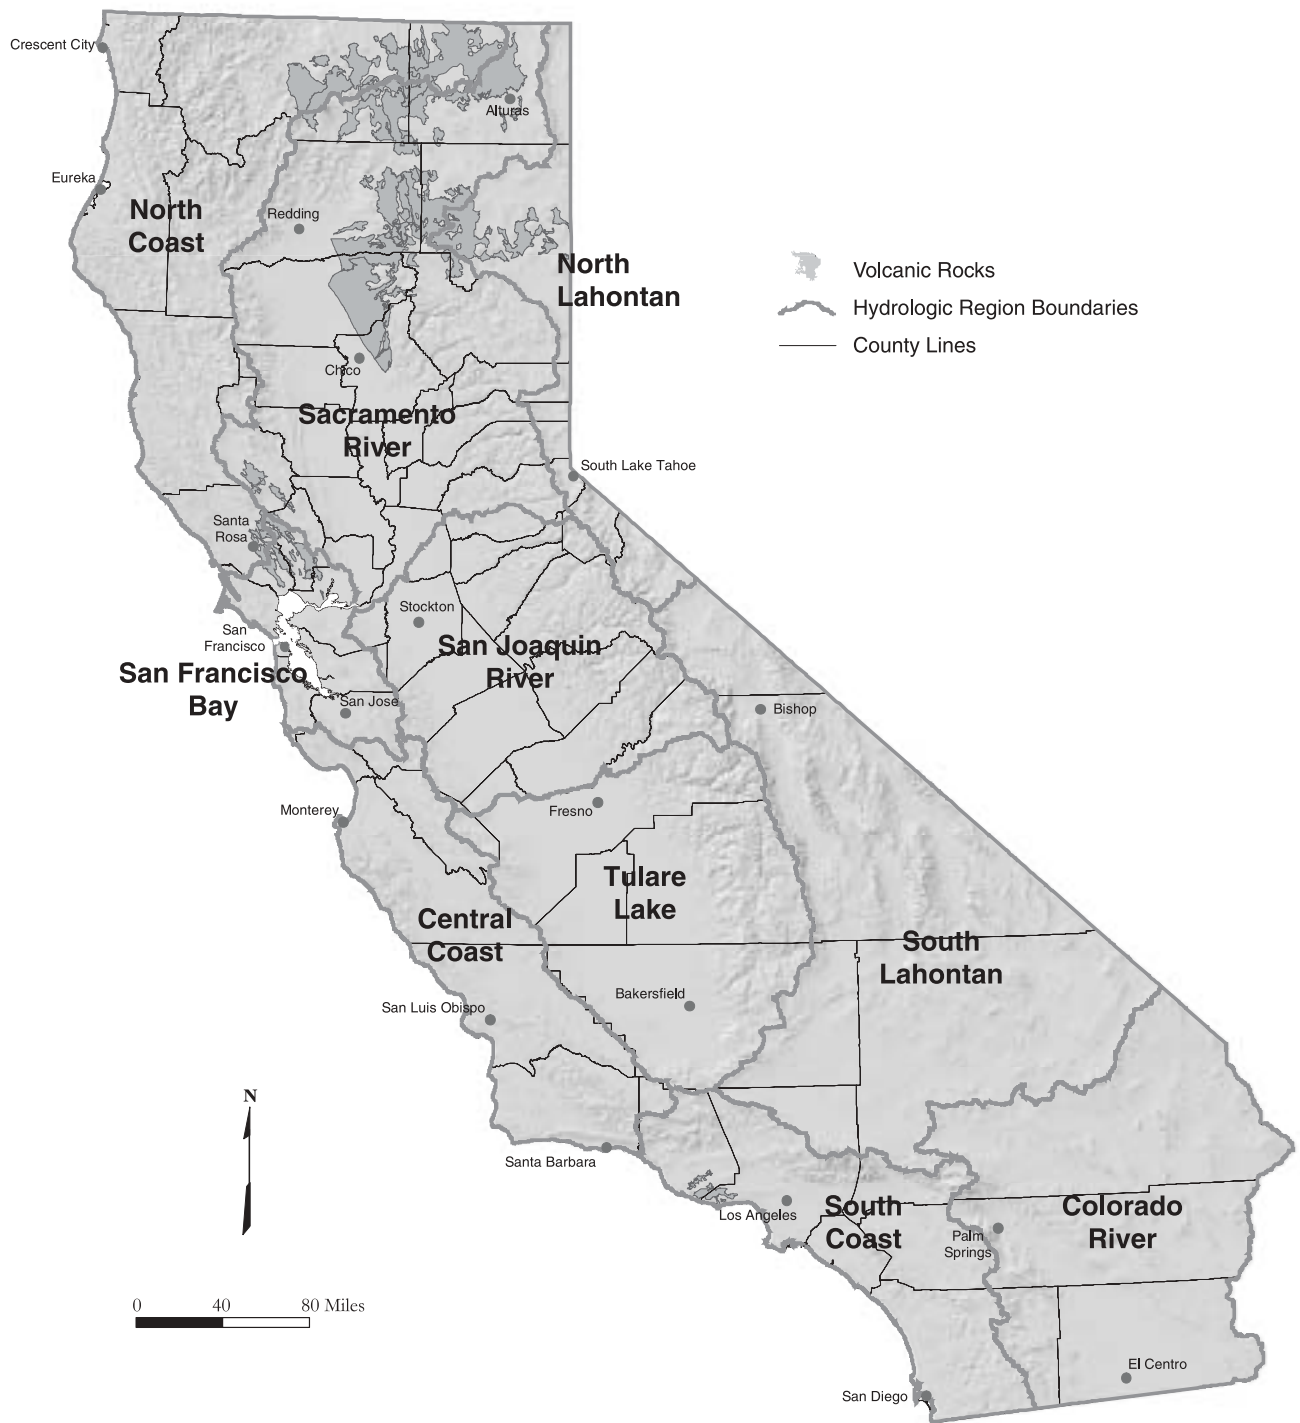 Crescent City
Alturas
Eureka
North
Coast
Redding
North
Lahontan
Volcanic Rocks
Hydrologic Region Boundaries
County Lines
Chico
Sacramento
River
South Lake Tahoe
Santa
Rosa
Stockton
San
Francisco
San Joaquin
River
San Francisco
Bay
San Jose
Bishop
Monterey
Fresno
Tulare
Lake
Central
Coast
South
Lahontan
Bakersfield
San Luis Obispo
N
Santa Barbara
Los Angeles
South
Coast
Palm
Springs
Colorado
River
0 40 80 Miles
El Centro
San Diego